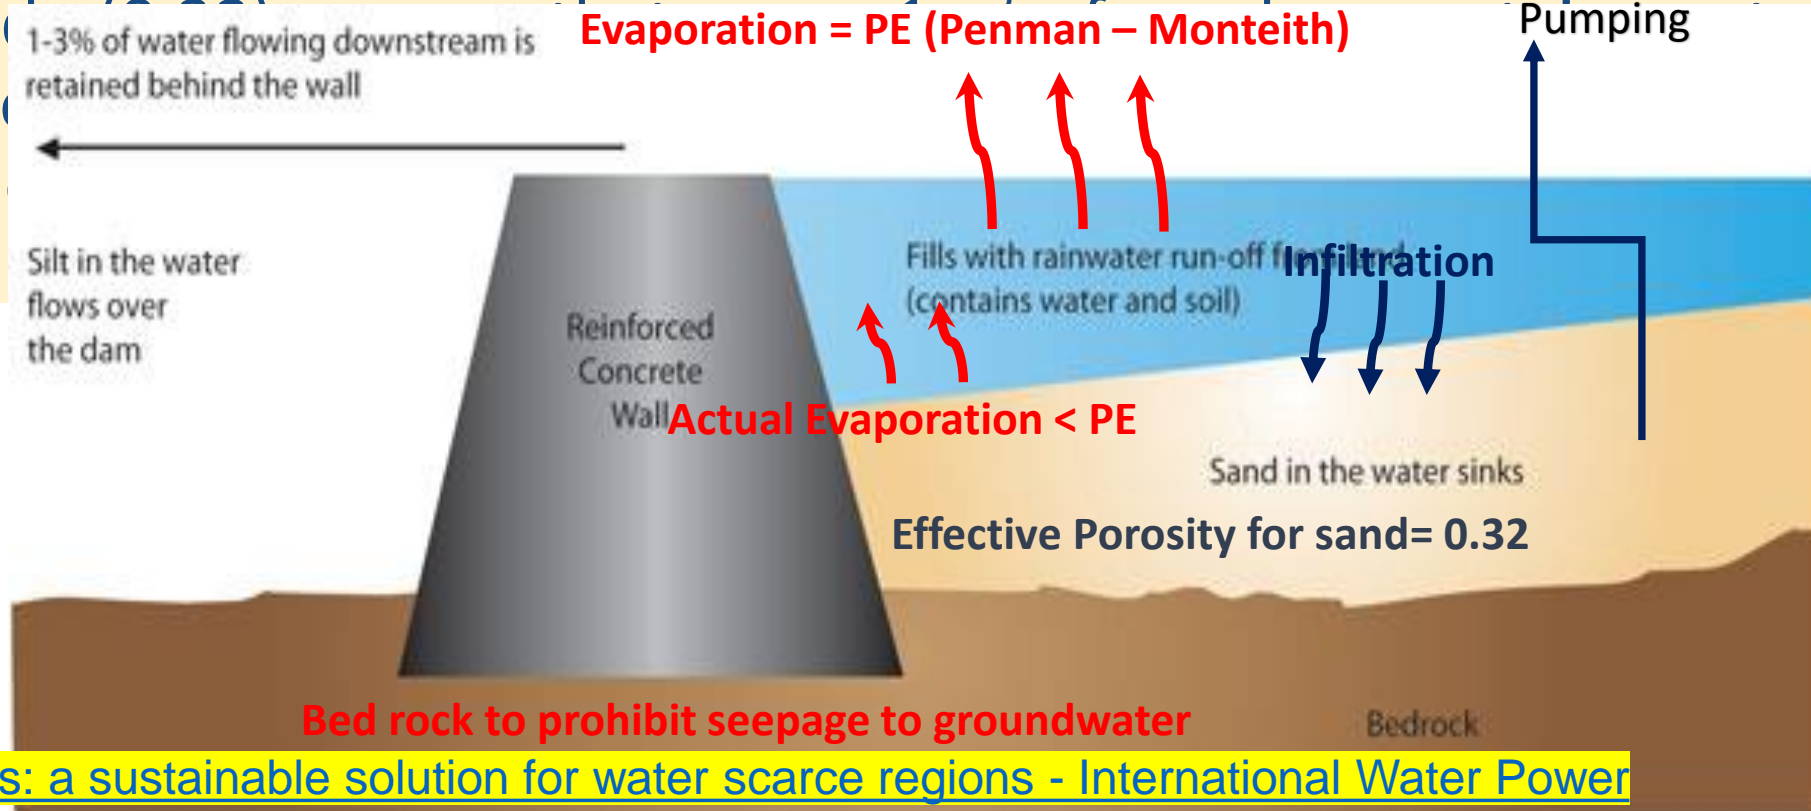 Evaporation = PE (Penman – Monteith)
Pumping
1-3% of water flowing downstream is
retained behind the wall
Silt in the water
flows over
the dam
Fills with rainwater run-off from land
(contains water and soil)
Infiltration
Reinforced
Concrete
Wall
Actual Evaporation < PE
Sand in the water sinks
Effective Porosity for sand= 0.32
Bed rock to prohibit seepage to groundwater
Bedrock
s: a sustainable solution for water scarce regions - International Water Power